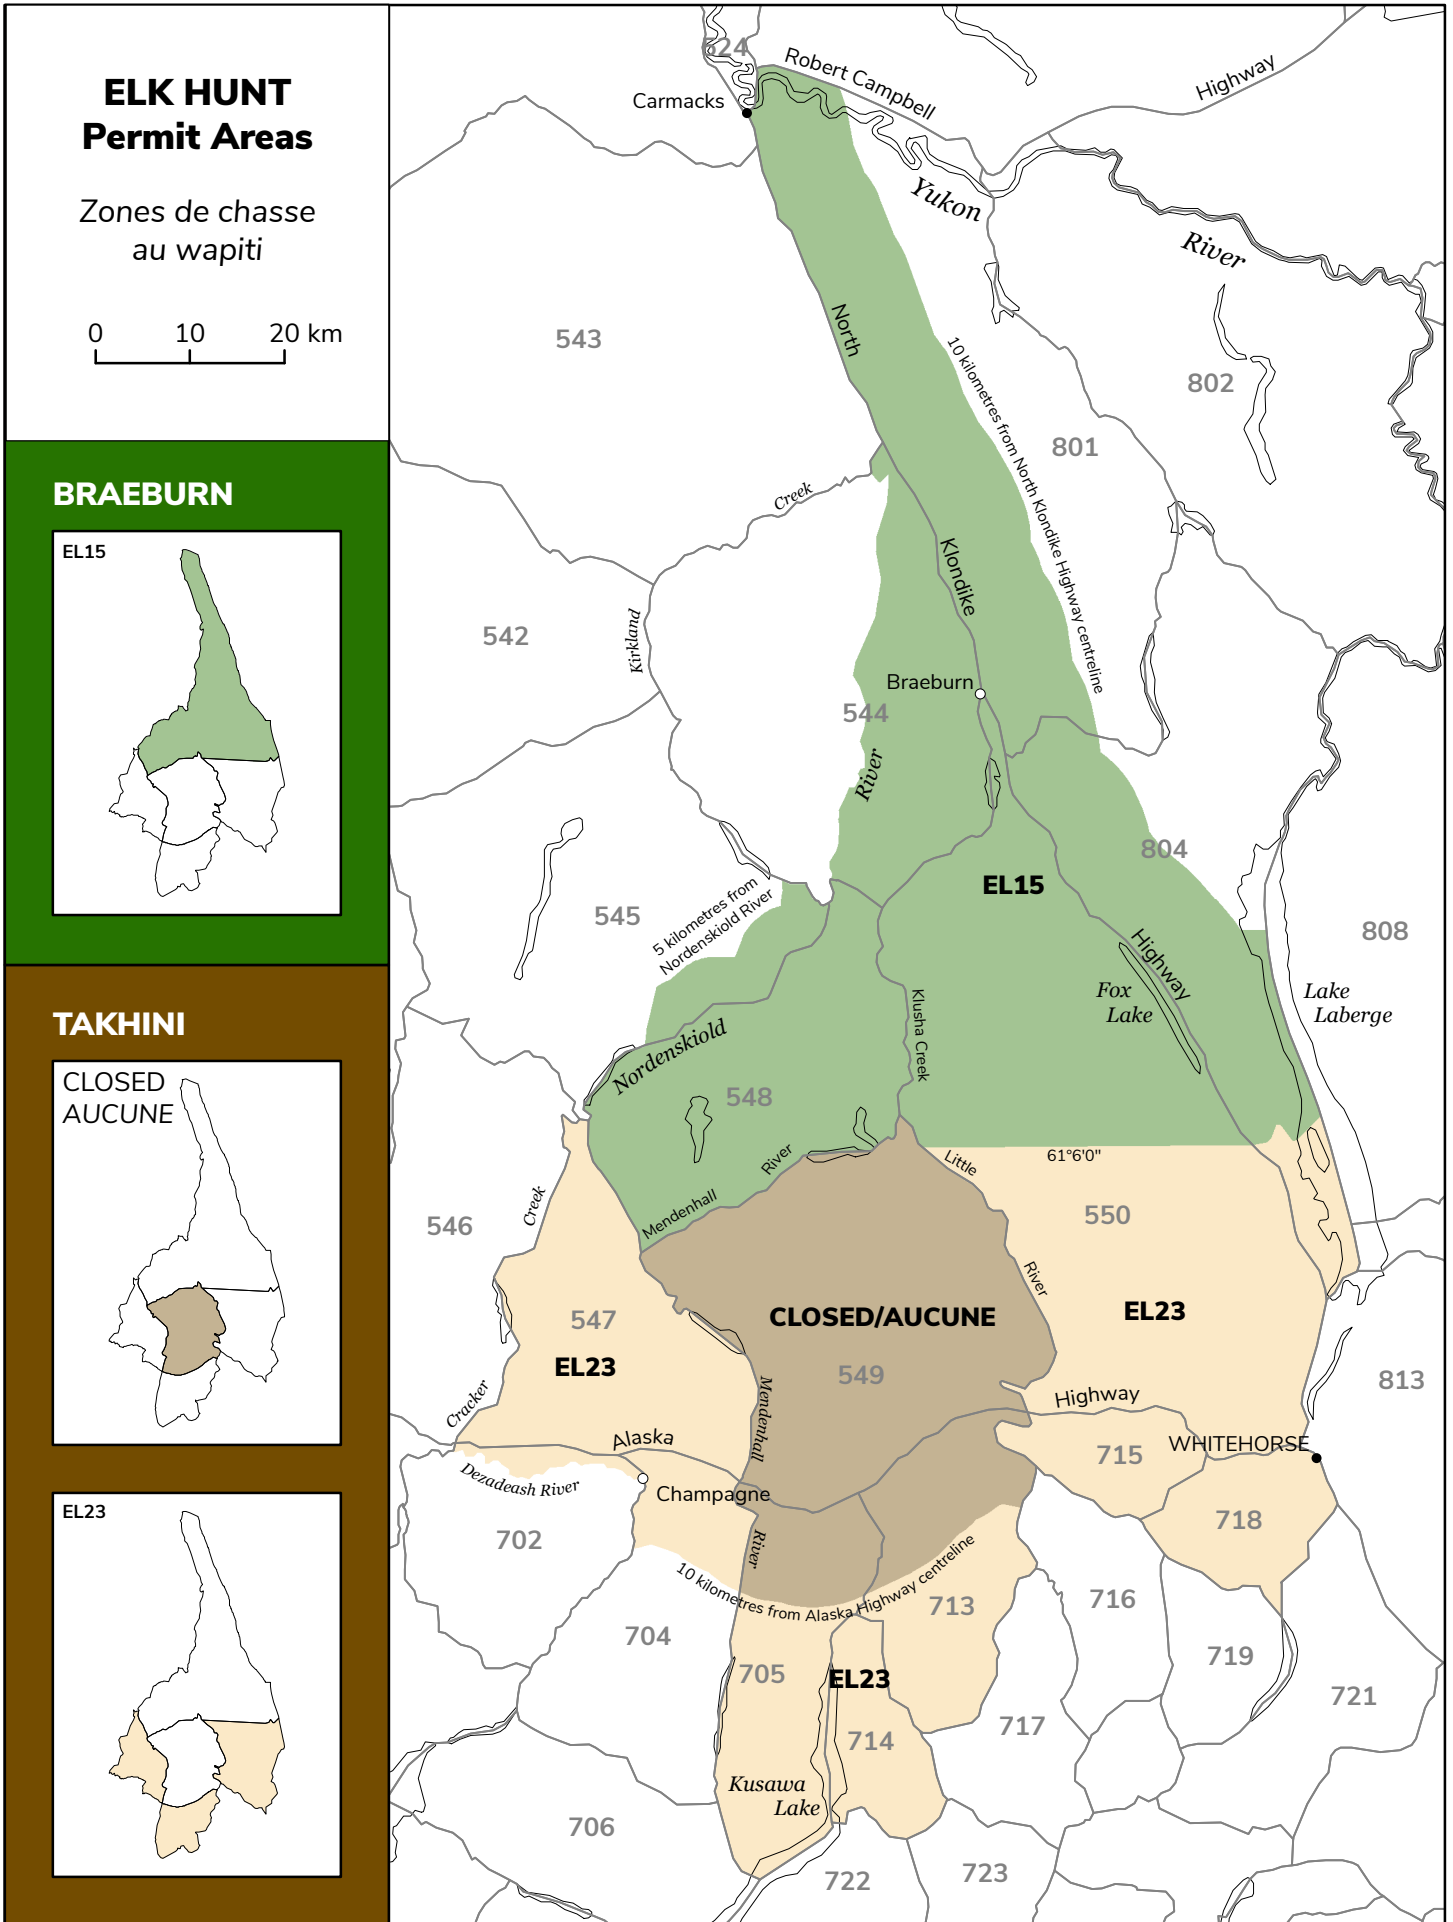 ELK HUNT
Permit Areas
Zones de chasse
au wapiti
0 10 20 km
BRAEBURN
EL15
TAKHINI
CLOSED
AUCUNE
EL23
524
Carmacks
Robert Campbell
Highway
Yukon
River
543
North
10 kilometres from North Klondike Highway centreline
802
801
Creek
Klondike
542
Kirkland
Braeburn
544
River
804
EL15
545
5 kilometres from
Nordenskiold River
808
Highway
Fox
Lake
Lake
Laberge
Klusha Creek
Nordenskiold
548
River
Little
61°6'0"
Mendenhall
Creek
546
550
River
547
CLOSED/AUCUNE
EL23
EL23
549
813
Cracker
Mendenhall
Highway
Alaska
715
WHITEHORSE
Dezadeash River
Champagne
702
718
River
10 kilometres from Alaska Highway centreline
713
716
704
705
EL23
719
721
717
714
Kusawa
Lake
706
722
723